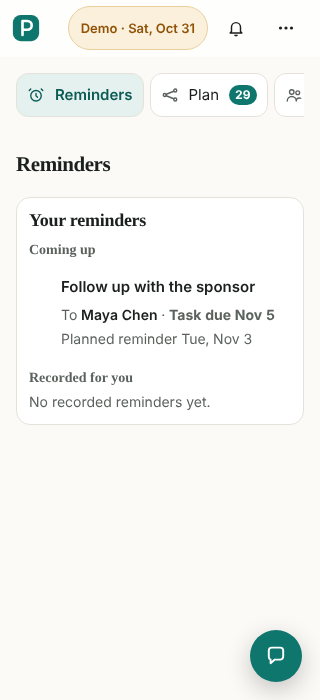 P
Demo · Sat, Oct 31
Reminders
Plan 29
Reminders
Your reminders
Coming up
Follow up with the sponsor
To Maya Chen · Task due Nov 5
Planned reminder Tue, Nov 3
Recorded for you
No recorded reminders yet.